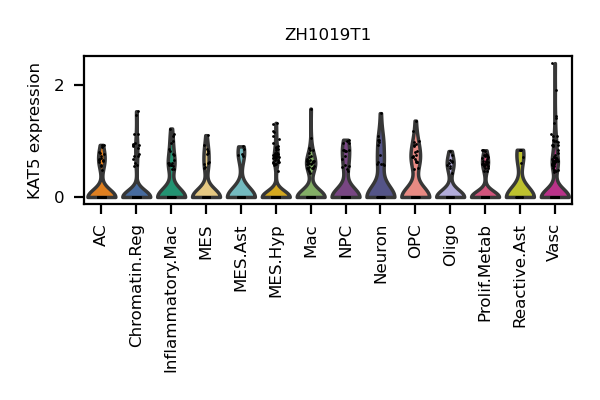 ZH1019T1
KAT5 expression
2
0
AC
Chromatin.Reg
Inflammatory.Mac
MES
MES.Ast
MES.Hyp
Mac
NPC
Neuron
OPC
Oligo
Prolif.Metab
Reactive.Ast
Vasc